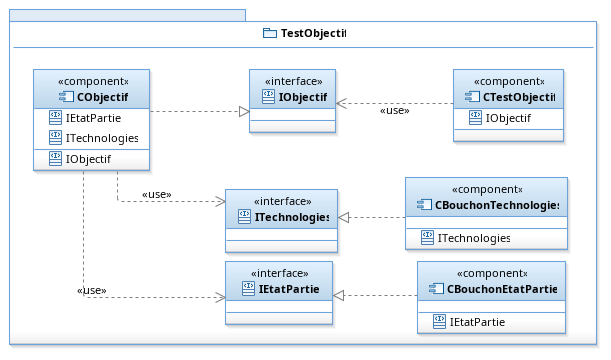 TestObjectif
«component»
CObjectif
IEtatPartie
ITechnologies
IObjectif
«interface»
IObjectif
«use»
«component»
CTestObjectif
IObjectif
«use»
«interface»
ITechnologies
«component»
CBouchonTechnologies
ITechnologies
«use»
«interface»
IEtatPartie
«component»
CBouchonEtatPartie
IEtatPartie